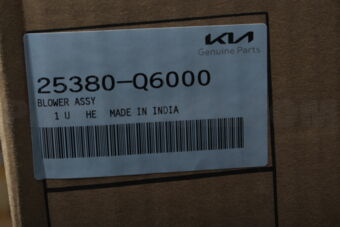 KIA
Genuine Parts
25380-Q6000
BLOWER ASSY
1 U HE MADE IN INDIA